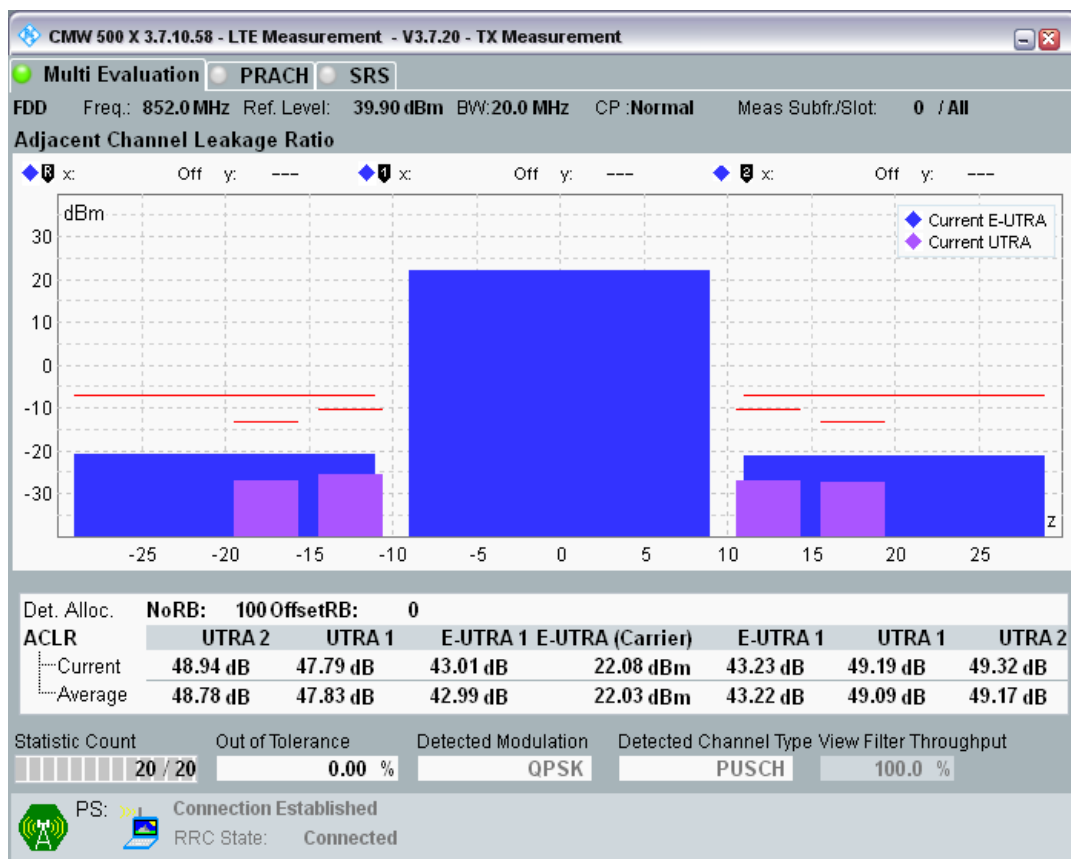 CMW 500 X 3.7.10.58 - LTE Measurement - V3.7.20 - TX Measurement
Multi Evaluation PRACH SRS
FDD Freq.: 852.0 MHz Ref. Level: 39.90 dBm BW:20.0 MHz CP :Normal Meas Subfr./Slot: 0 / All
Adjacent Channel Leakage Ratio
R x: Off y: --- 1 x: Off y: --- 2 x: Off y: ---
dBm
Current E-UTRA
Current UTRA
30
20
10
0
-10
-20
-30
z
-25 -20 -15 -10 -5 0 5 10 15 20 25
Det. Alloc. NoRB: 100 OffsetRB: 0
ACLR UTRA 2 UTRA 1 E-UTRA 1 E-UTRA (Carrier) E-UTRA 1 UTRA 1 UTRA 2
Current 48.94 dB 47.79 dB 43.01 dB 22.08 dBm 43.23 dB 49.19 dB 49.32 dB
Average 48.78 dB 47.83 dB 42.99 dB 22.03 dBm 43.22 dB 49.09 dB 49.17 dB
Statistic Count Out of Tolerance Detected Modulation Detected Channel Type View Filter Throughput
20 / 20 0.00 % QPSK PUSCH 100.0 %
PS: Connection Established
RRC State: Connected